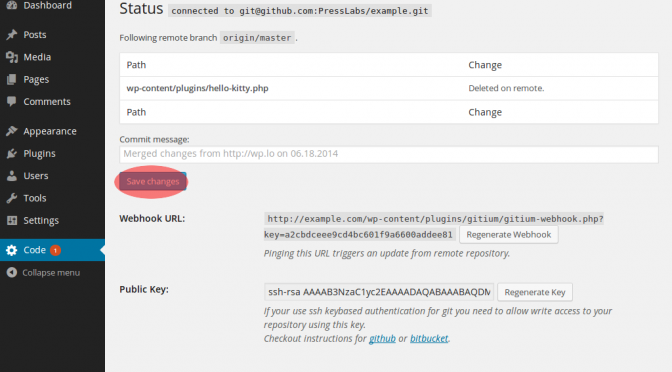 Dashboard
Posts
Media
Pages
Comments
Appearance
Plugins
Users
Tools
Settings
Code 1
Collapse menu
Status connected to git@github.com:PressLabs/example.git
Following remote branch origin/master .
Path Change
wp-content/plugins/hello-kitty.php Deleted on remote.
Path Change
Commit message:
Merged changes from http://wp.lo on 06.18.2014
Save changes
Webhook URL: http://example.com/wp-content/plugins/gitium/gitium-webhook.php?
key=a2cbdceee9cd4bc601f9a6600addee81 Regenerate Webhook
Pinging this URL triggers an update from remote repository.
Public Key: ssh-rsa AAAAB3NzaC1yc2EAAAADAQABAAABAQDM Regenerate Key
If your use ssh keybased authentication for git you need to allow write access to your
repository using this key.
Checkout instructions for github or bitbucket.